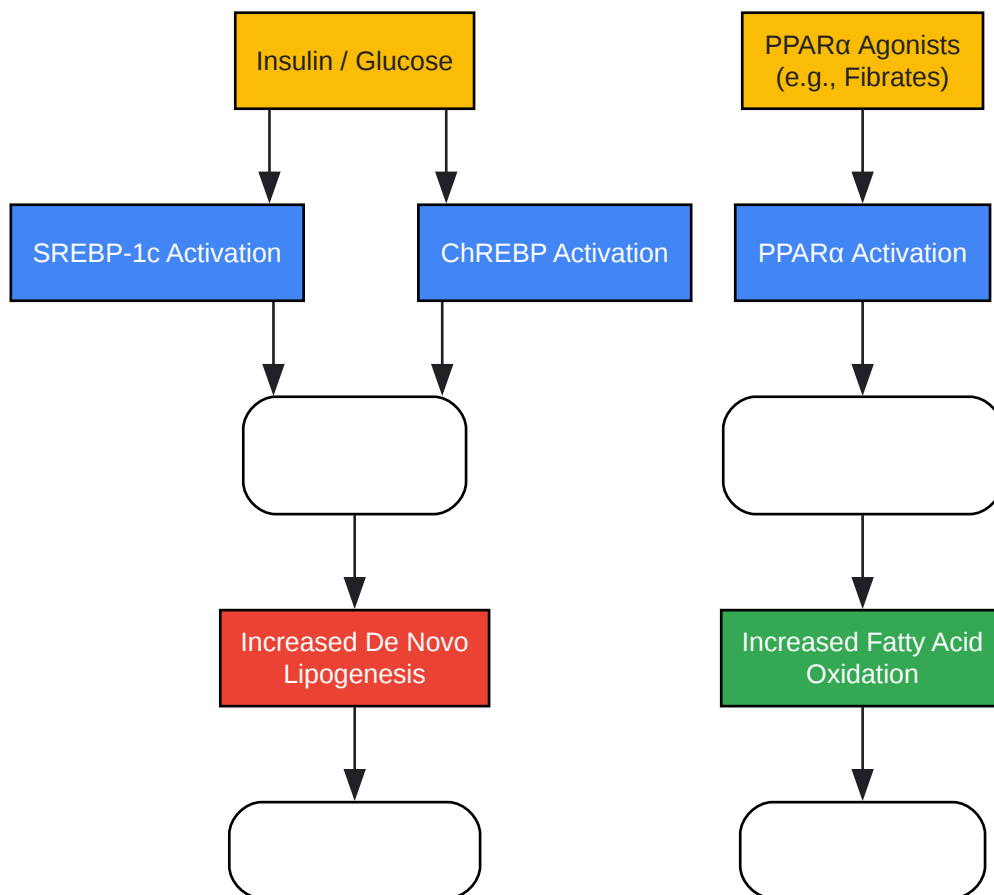 Insulin / Glucose
PPARα Agonists
(e.g., Fibrates)
SREBP-1c Activation
ChREBP Activation
PPARα Activation
Increased De Novo
Lipogenesis
Increased Fatty Acid
Oxidation